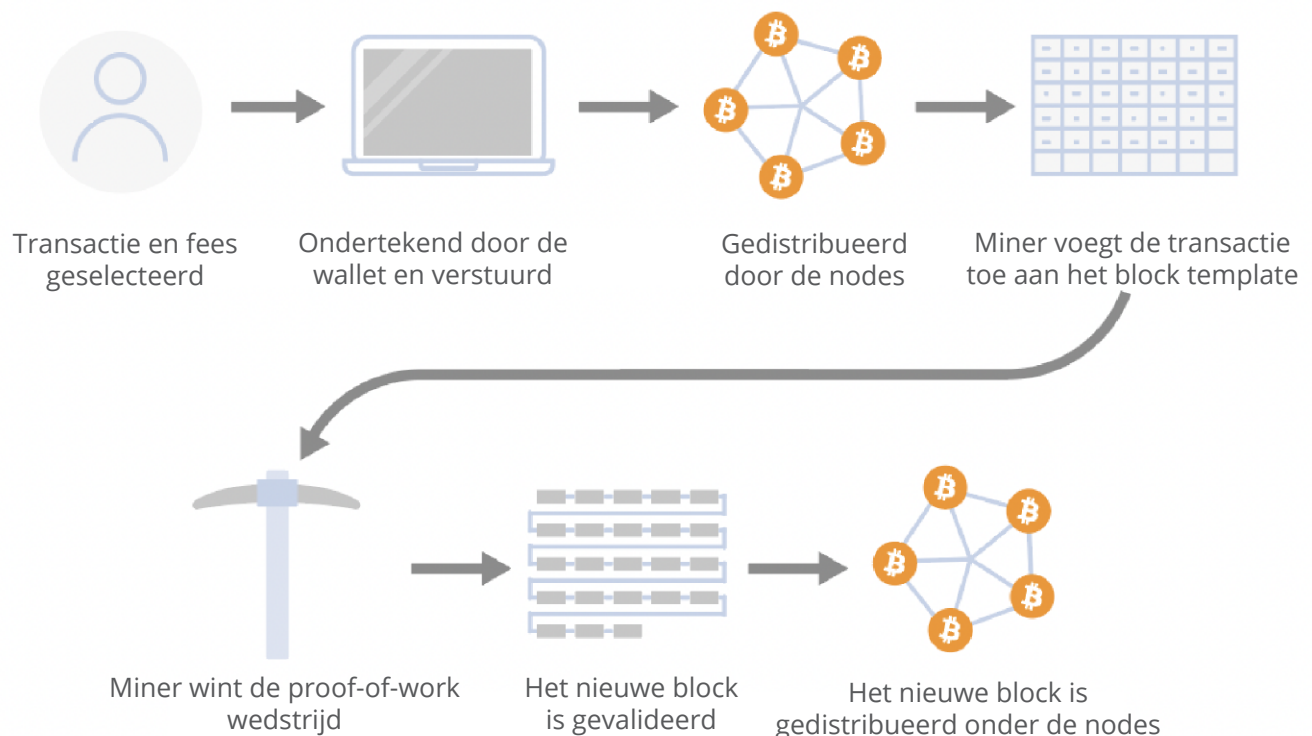 Transactie en fees
geselecteerd
Ondertekend door de
wallet en verstuurd
Gedistribueerd
door de nodes
Miner voegt de transactie
toe aan het block template
Miner wint de proof-of-work
wedstrijd
Het nieuwe block
is gevalideerd
Het nieuwe block is
gedistribueerd onder de nodes